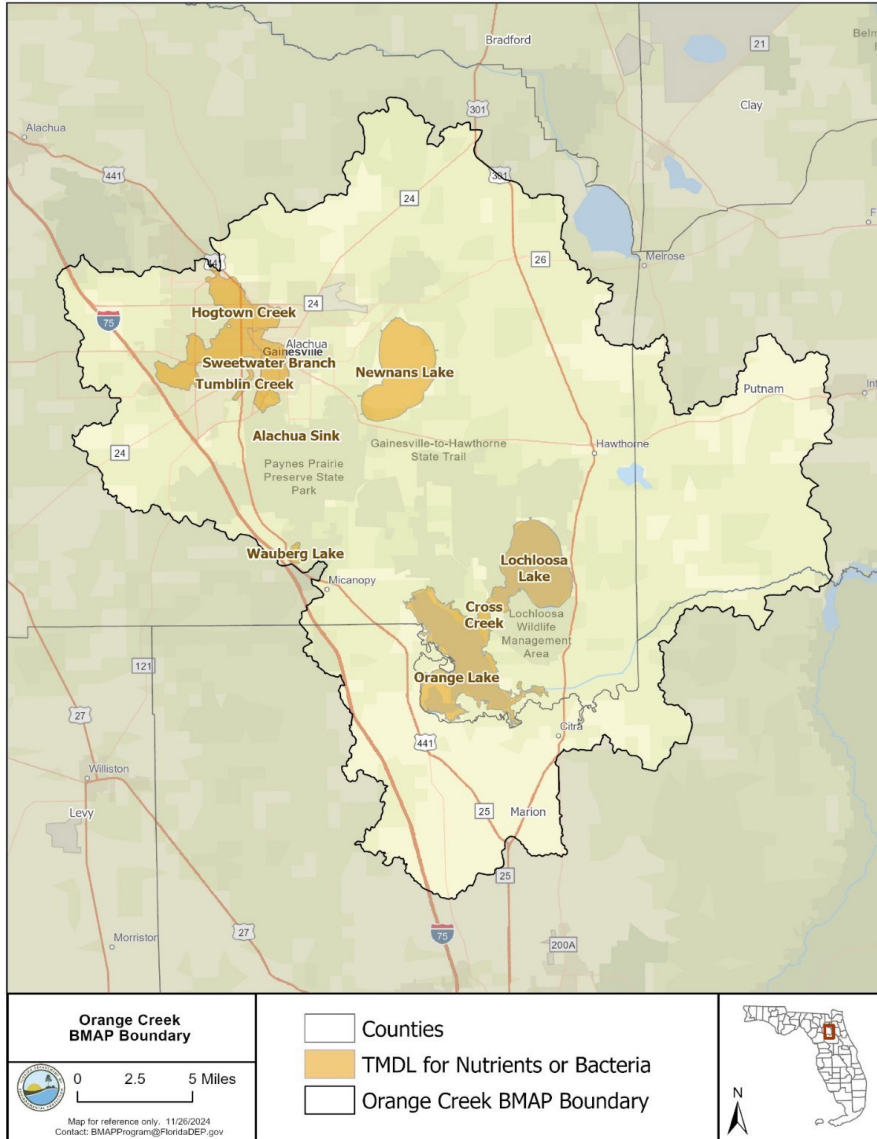 Bradford
21
Clay
301
Alachua
441
301
24
Melrose
26
441
Hogtown Creek
24
75
Alachua
Gainesville
Sweetwater Branch
Tumblin Creek
Newnans Lake
Putnam
Alachua Sink
Gainesville-to-Hawthorne
State Trail
Hawthorne
24
Paynes Prairie
Preserve State
Park
Wauberg Lake
Micanopy
Lochloosa
Lake
Cross
Creek
Lochloosa
Wildlife
Management
Area
121
Orange Lake
27
441
Citra
Williston
Levy
25
Marion
25
27
75
200A
Morriston
Orange Creek
BMAP Boundary
0 2.5 5 Miles
Map for reference only. 11/26/2024
Contact: BMAPProgram@FloridaDEP.gov
Counties
TMDL for Nutrients or Bacteria
Orange Creek BMAP Boundary
N